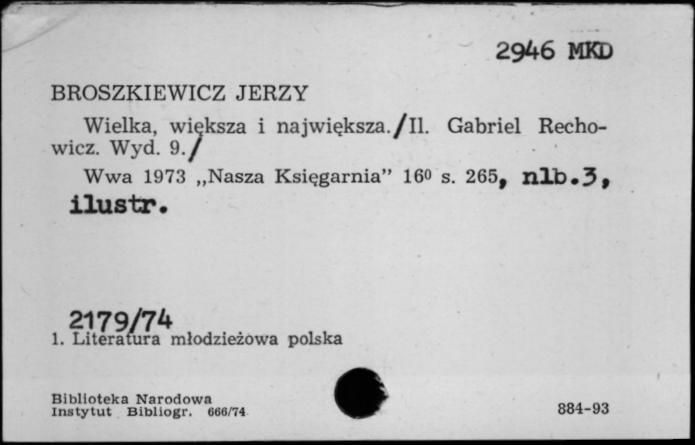 2946 MKD
BROSZKIEWICZ JERZY
Wielka, większa i największa./Il. Gabriel Recho-
wicz. Wyd. 9./
Wwa 1973 „Nasza Księgarnia” 16⁰ s. 265, nlb.3,
ilustr.
2179/74
1. Literatura młodzieżowa polska
Biblioteka Narodowa
Instytut Bibliogr. 666/74
884-93